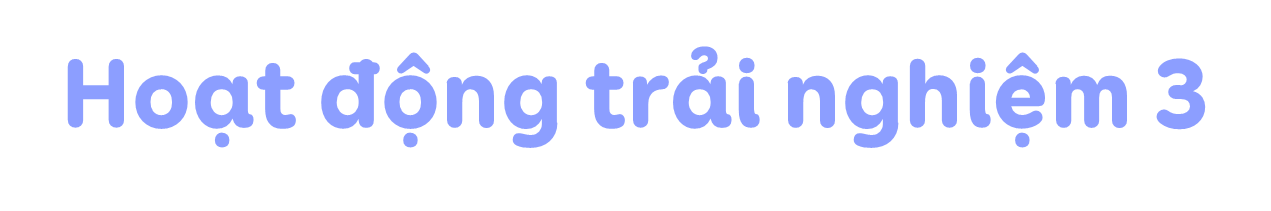 Hoạt động trải nghiệm 3